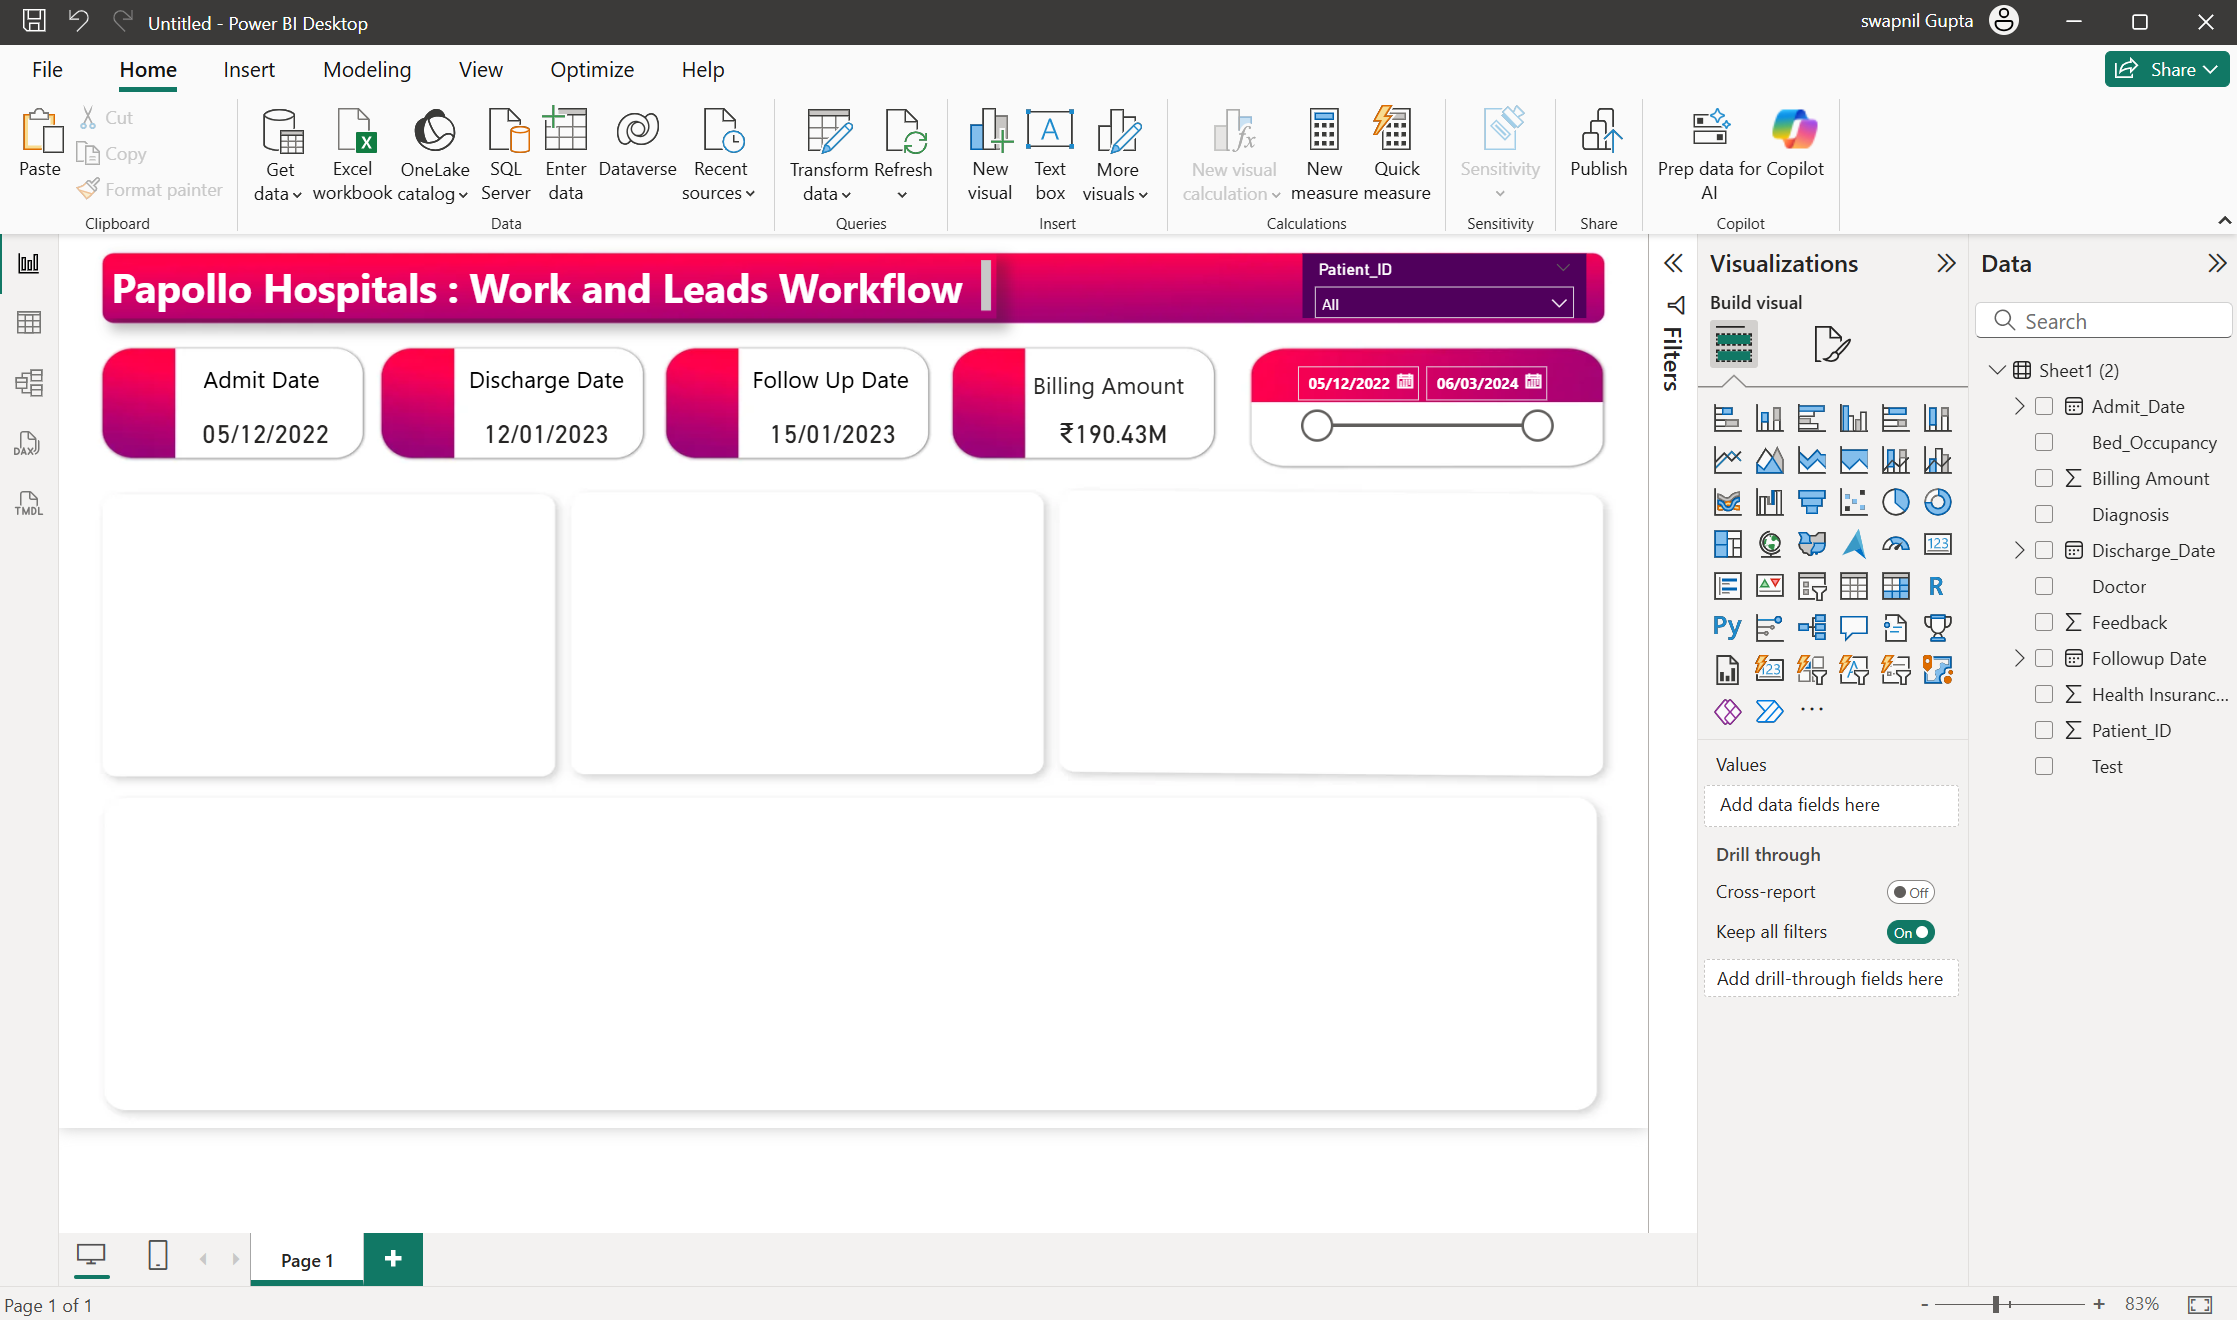 Untitled - Power BI Desktop
swapnil Gupta
File
Home
Insert
Modeling
View
Optimize
Help
Share
Paste
Cut
Copy
Format painter
Clipboard
Get
data
Excel
workbook
OneLake
catalog
SQL
Server
Enter
data
Dataverse
Recent
sources
Data
Transform
data
Refresh
Queries
New
visual
Text
box
More
visuals
Insert
New visual
calculation
New
measure
Quick
measure
Calculations
Sensitivity
Sensitivity
Publish
Share
Prep data for
AI
Copilot
Copilot
DAX
TMDL
Papollo Hospitals : Work and Leads Workflow
Patient_ID
All
Admit Date
05/12/2022
Discharge Date
12/01/2023
Follow Up Date
15/01/2023
Billing Amount
₹190.43M
05/12/2022
06/03/2024
Filters
Visualizations
Build visual
123
R
Py
123
Values
Add data fields here
Drill through
Cross-report
Off
Keep all filters
On
Add drill-through fields here
Data
Search
Sheet1 (2)
Admit_Date
Bed_Occupancy
Billing Amount
Diagnosis
Discharge_Date
Doctor
Feedback
Followup Date
Health Insuranc...
Patient_ID
Test
Page 1
Page 1 of 1
83%